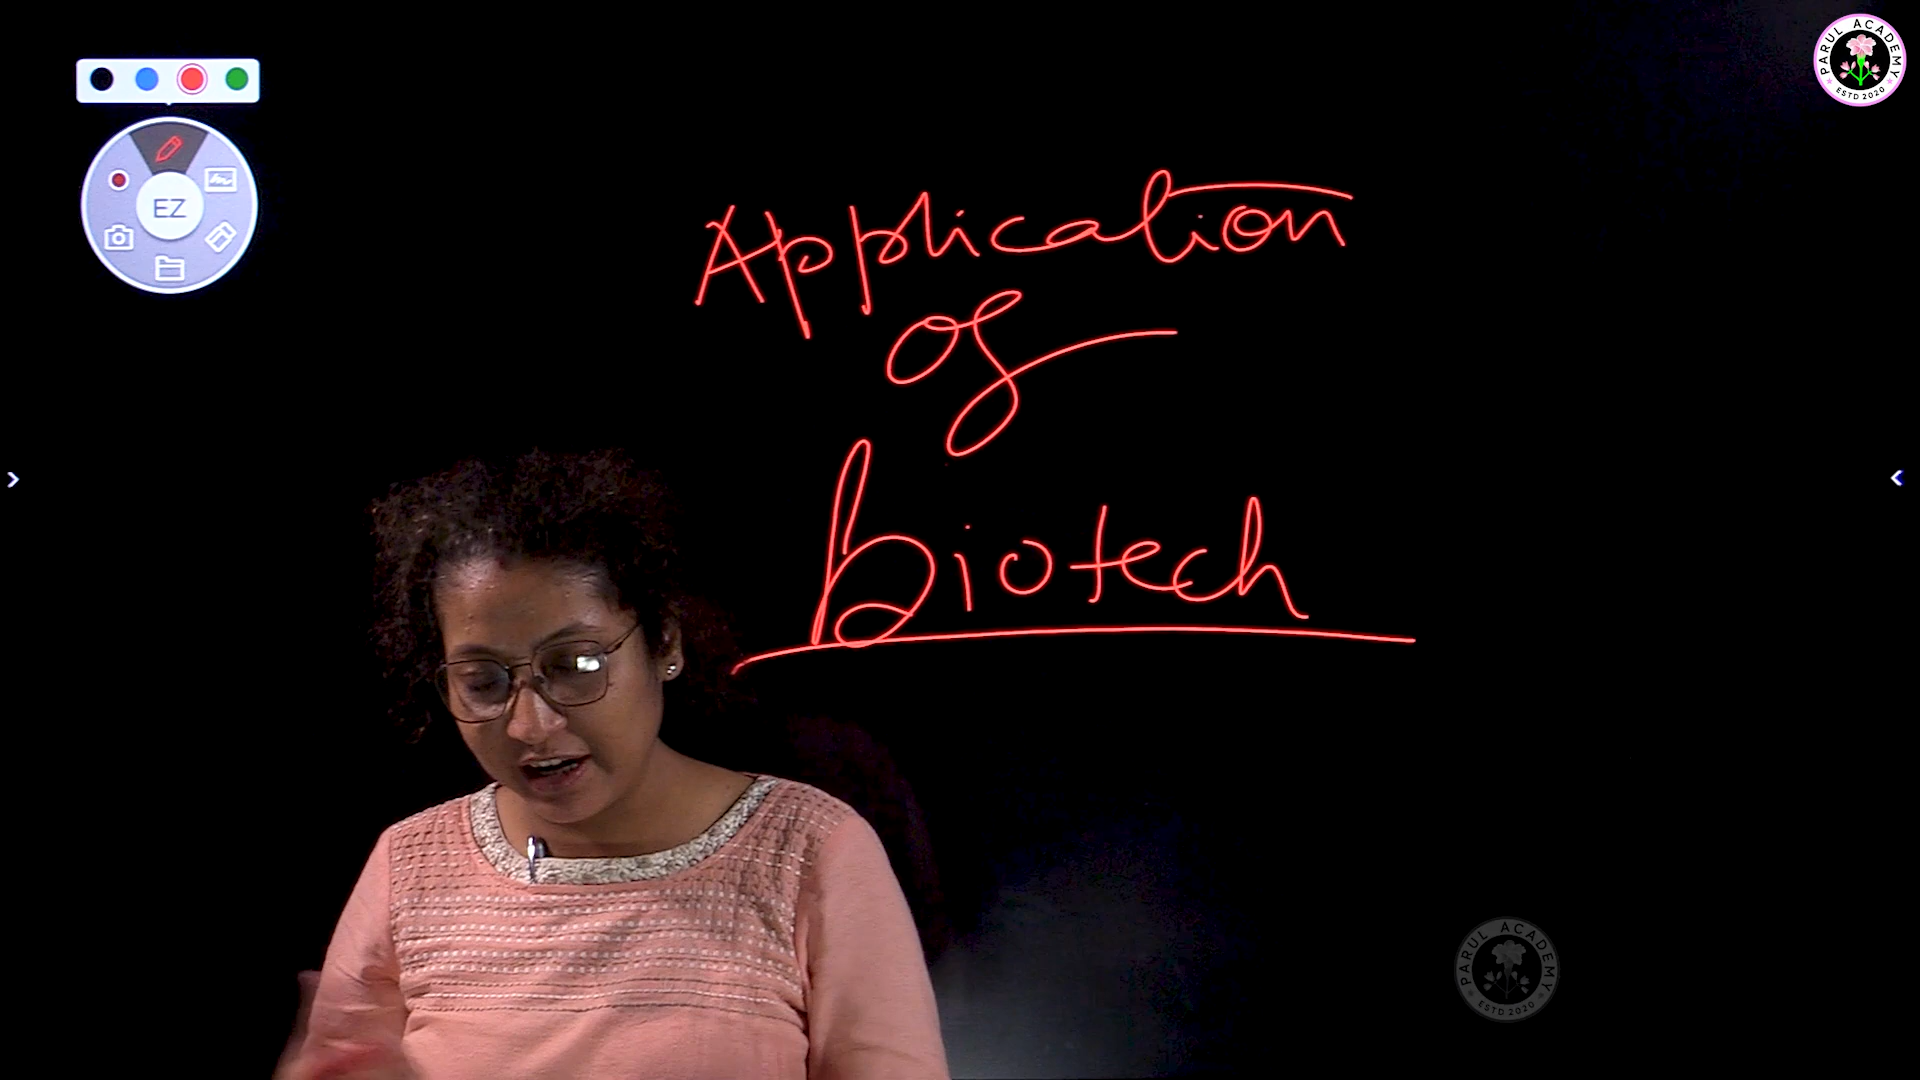 PARUL ACADEMY
ESTD 2020
EZ
Application
of
biotech
PARUL ACADEMY
ESTD 2020